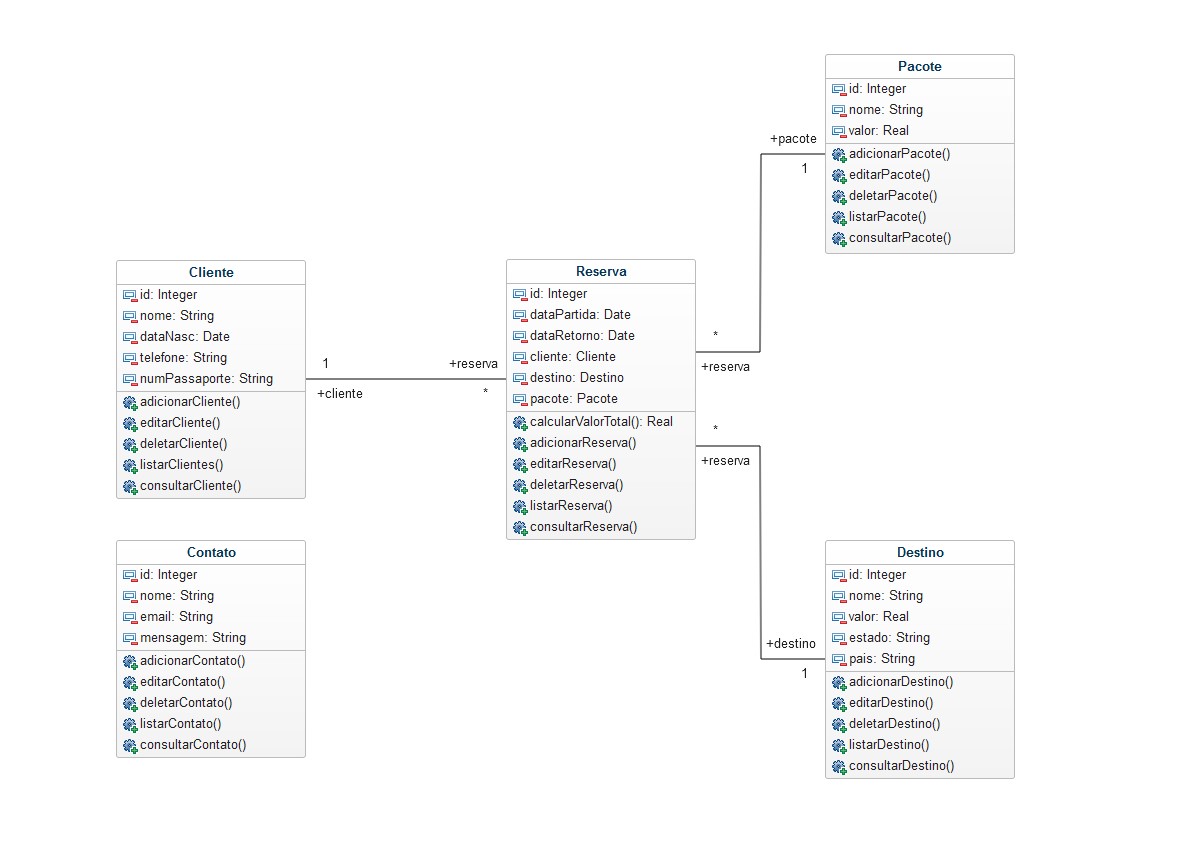 Pacote
id: Integer
nome: String
valor: Real
adicionarPacote()
editarPacote()
deletarPacote()
listarPacote()
consultarPacote()
+pacote
1
*
+reserva
Cliente
id: Integer
nome: String
dataNasc: Date
telefone: String
numPassaporte: String
adicionarCliente()
editarCliente()
deletarCliente()
listarClientes()
consultarCliente()
1
+cliente
+reserva
*
Reserva
id: Integer
dataPartida: Date
dataRetorno: Date
cliente: Cliente
destino: Destino
pacote: Pacote
calcularValorTotal(): Real
adicionarReserva()
editarReserva()
deletarReserva()
listarReserva()
consultarReserva()
*
+reserva
+destino
1
Contato
id: Integer
nome: String
email: String
mensagem: String
adicionarContato()
editarContato()
deletarContato()
listarContato()
consultarContato()
Destino
id: Integer
nome: String
valor: Real
estado: String
pais: String
adicionarDestino()
editarDestino()
deletarDestino()
listarDestino()
consultarDestino()